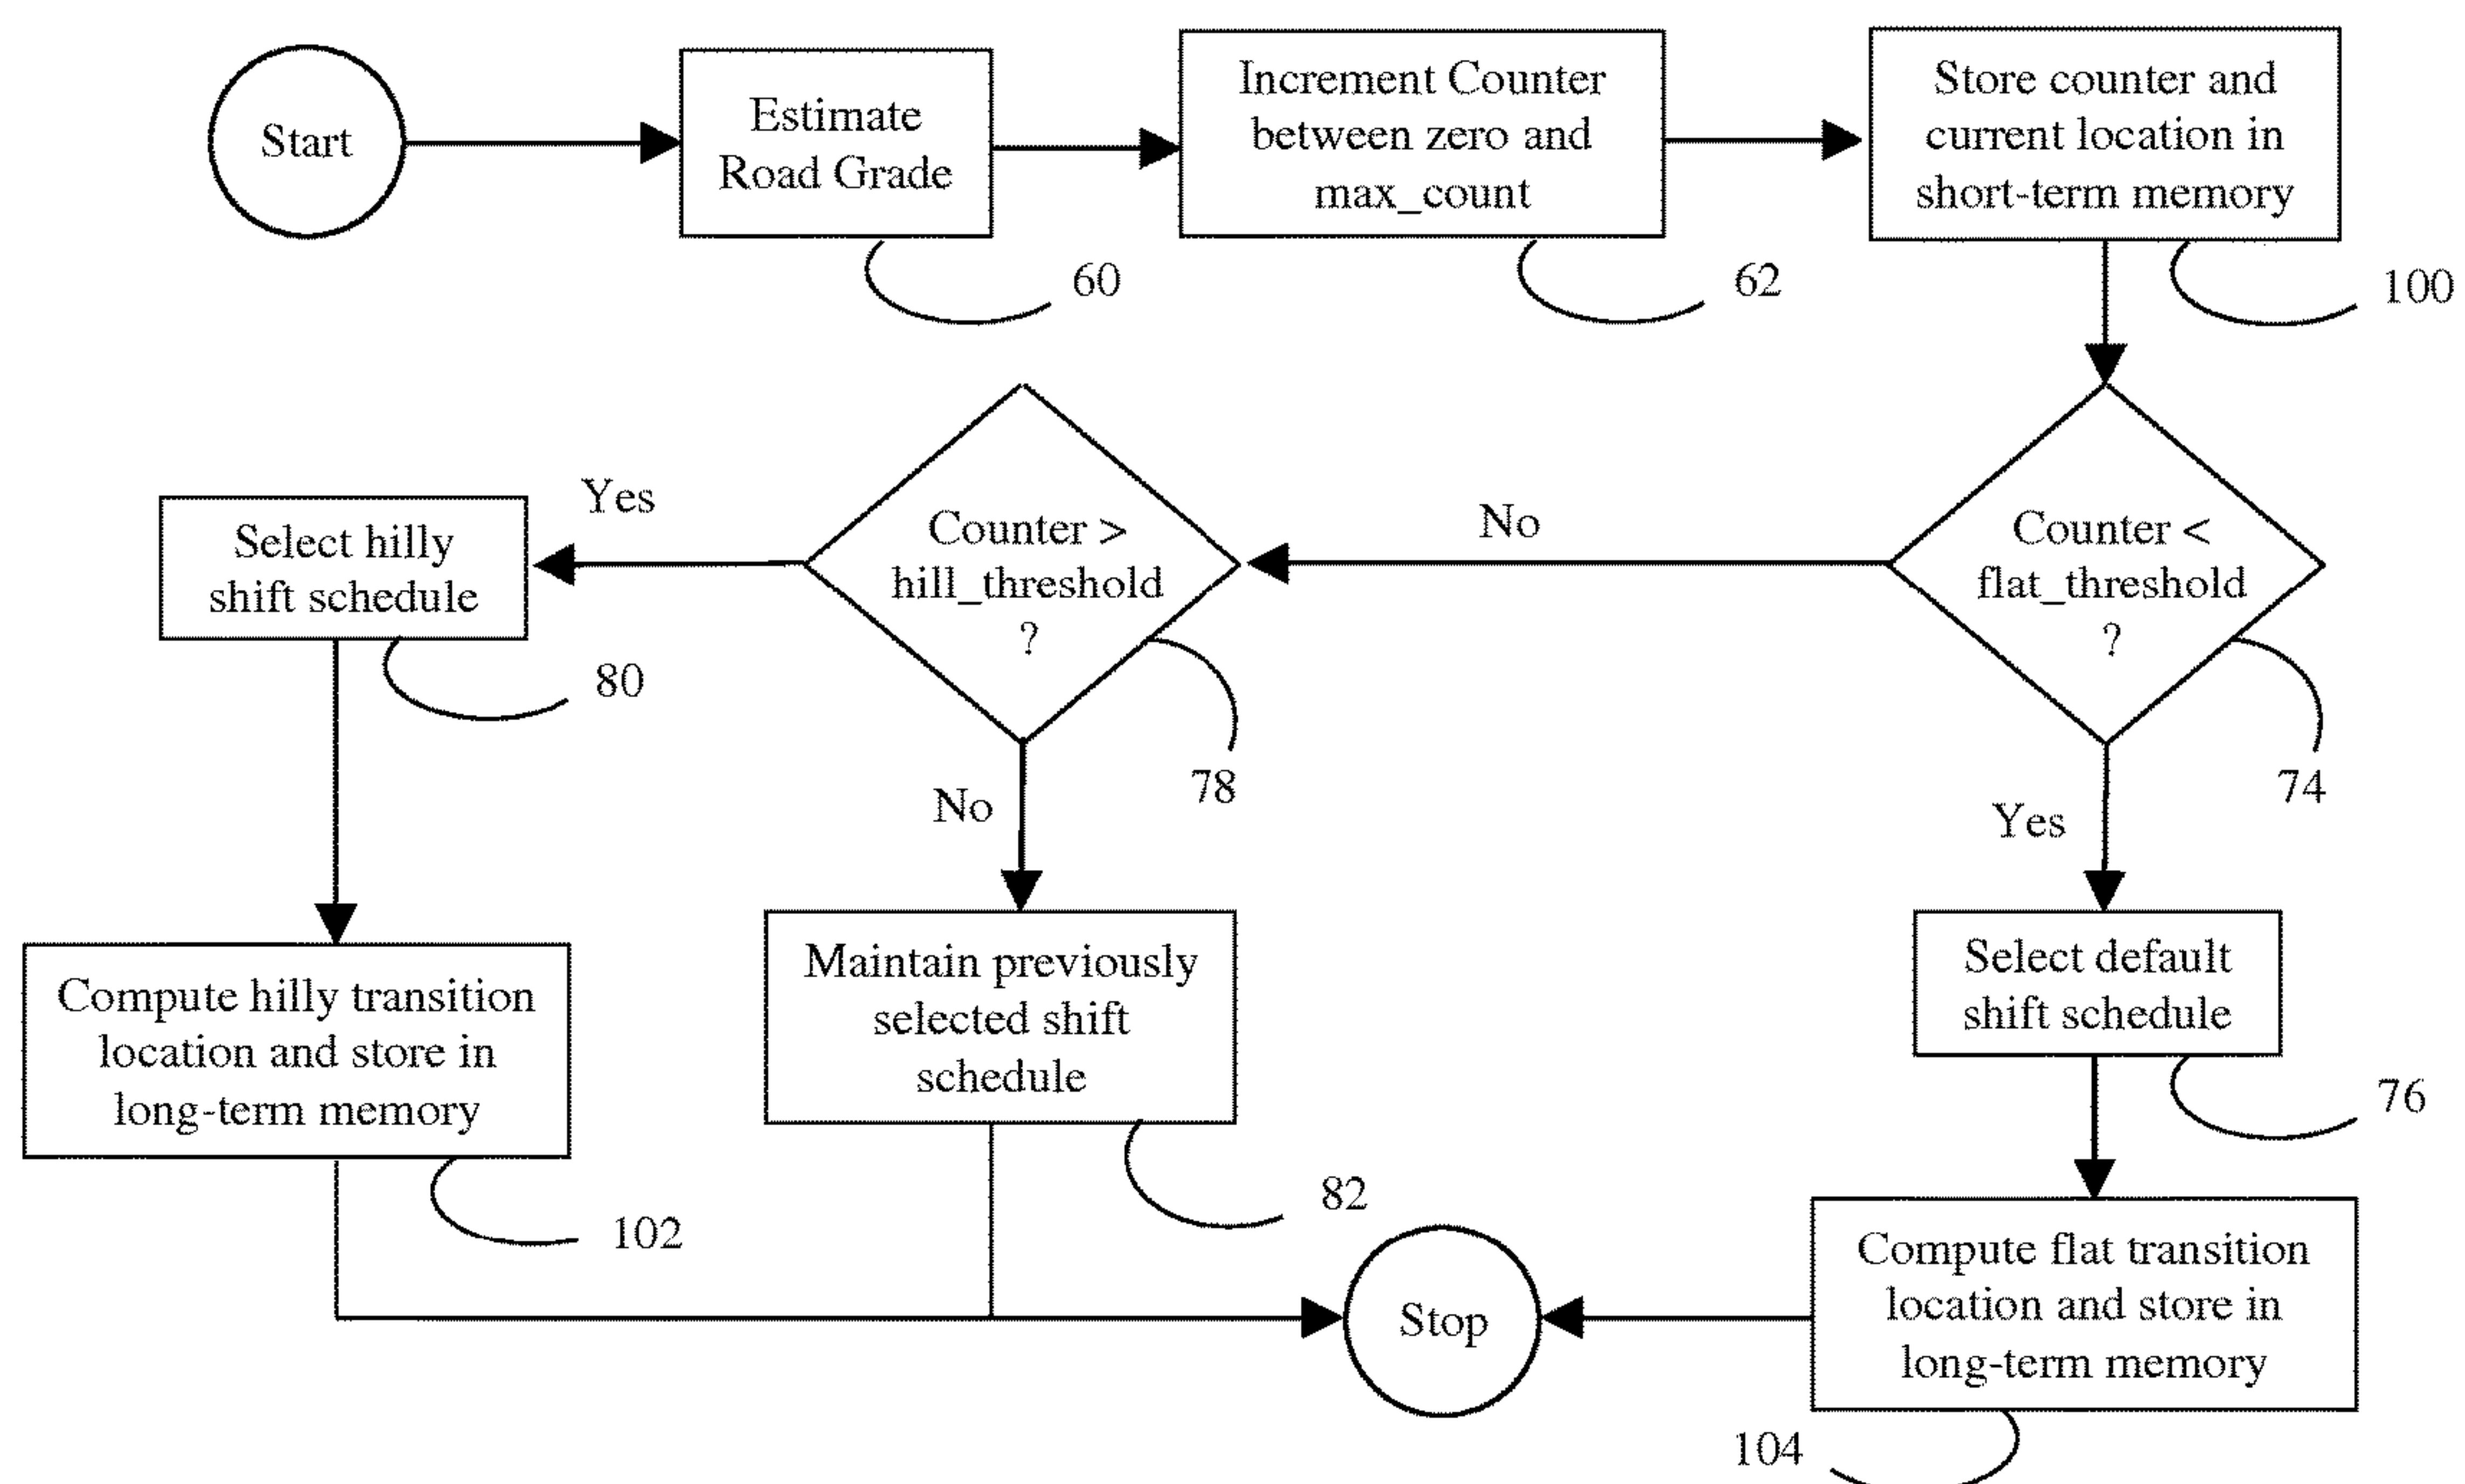 Start
Estimate
Road Grade
60
Increment Counter
between zero and
max_count
62
Store counter and
current location in
short-term memory
100
Counter <
flat_threshold
?
74
No
Yes
Counter >
hill_threshold
?
78
Yes
No
Select hilly
shift schedule
80
Compute hilly transition
location and store in
long-term memory
102
Maintain previously
selected shift
schedule
82
Select default
shift schedule
76
Compute flat transition
location and store in
long-term memory
104
Stop